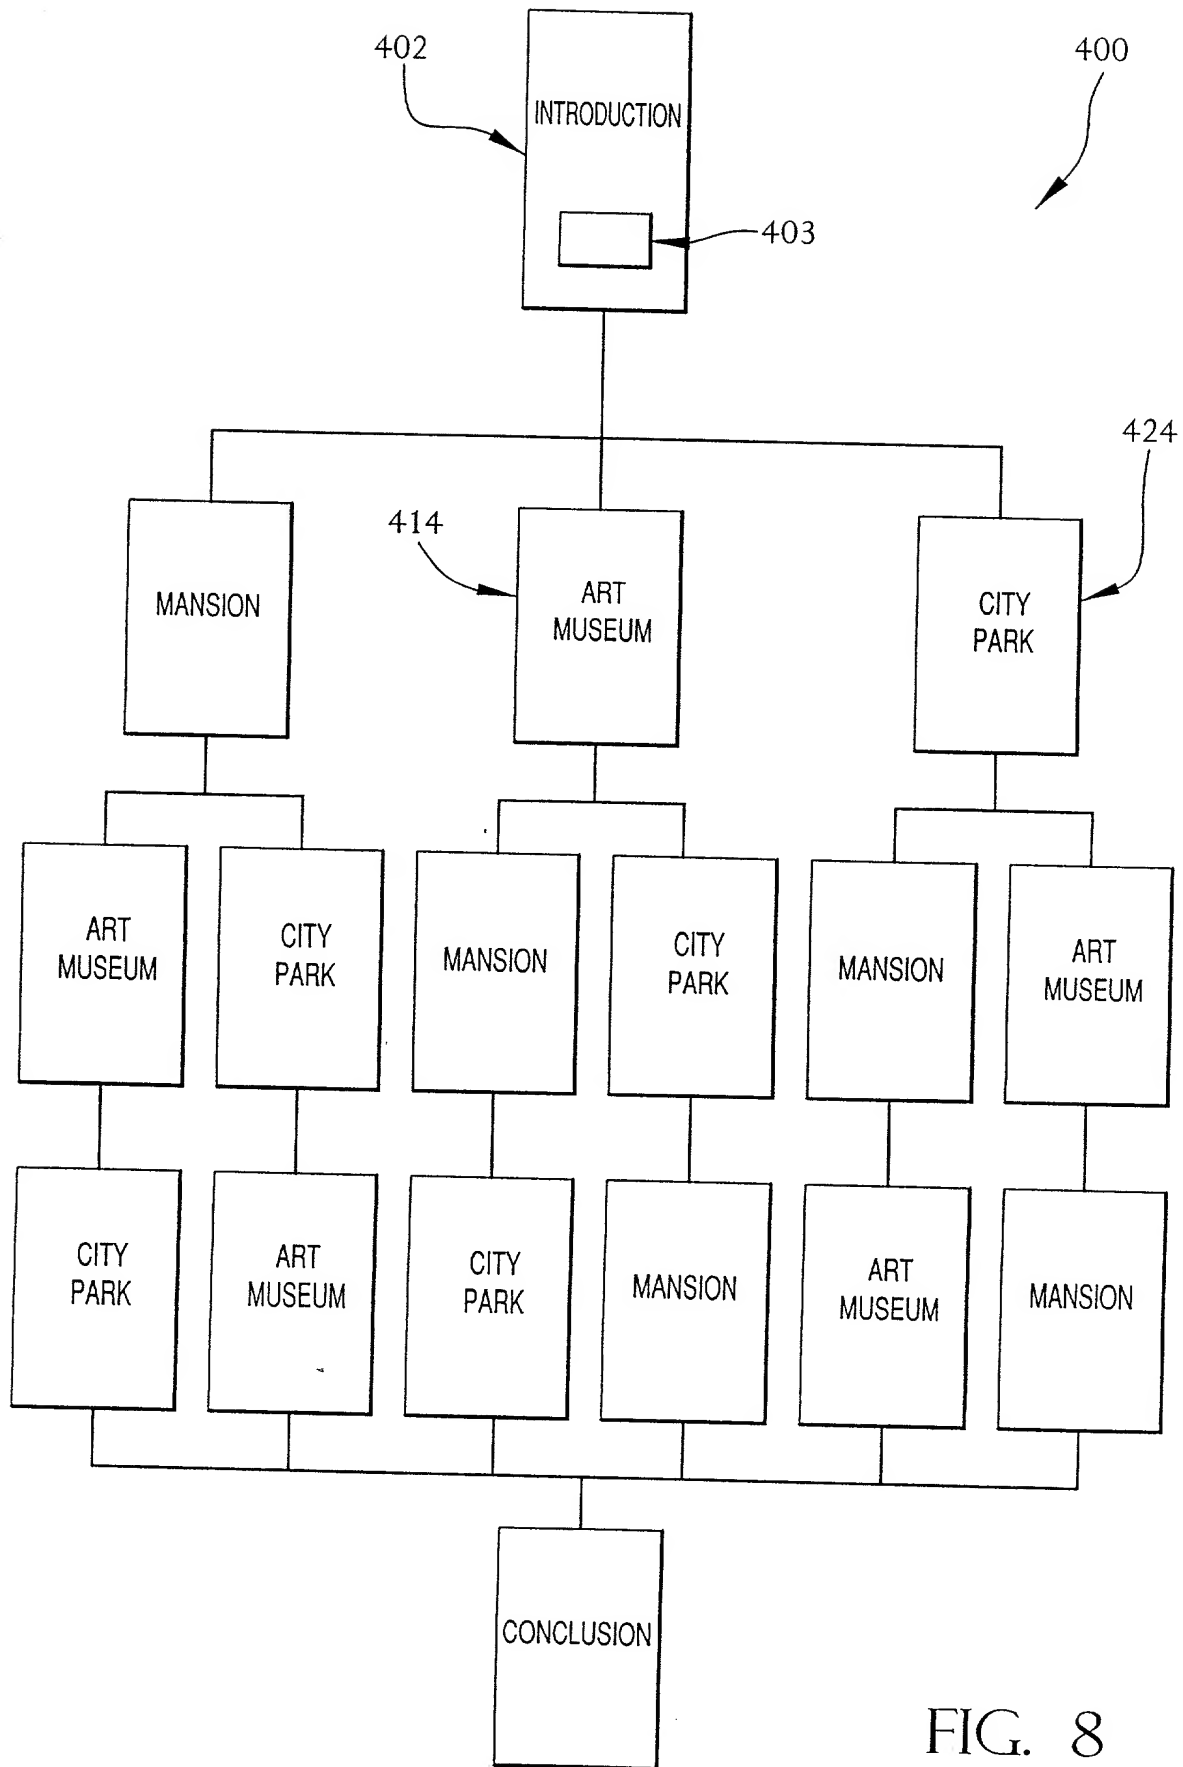 402
400
INTRODUCTION
403
424
414
MANSION
ART
MUSEUM
CITY
PARK
ART
MUSEUM
CITY
PARK
MANSION
CITY
PARK
MANSION
ART
MUSEUM
CITY
PARK
ART
MUSEUM
CITY
PARK
MANSION
ART
MUSEUM
MANSION
CONCLUSION
FIG. 8